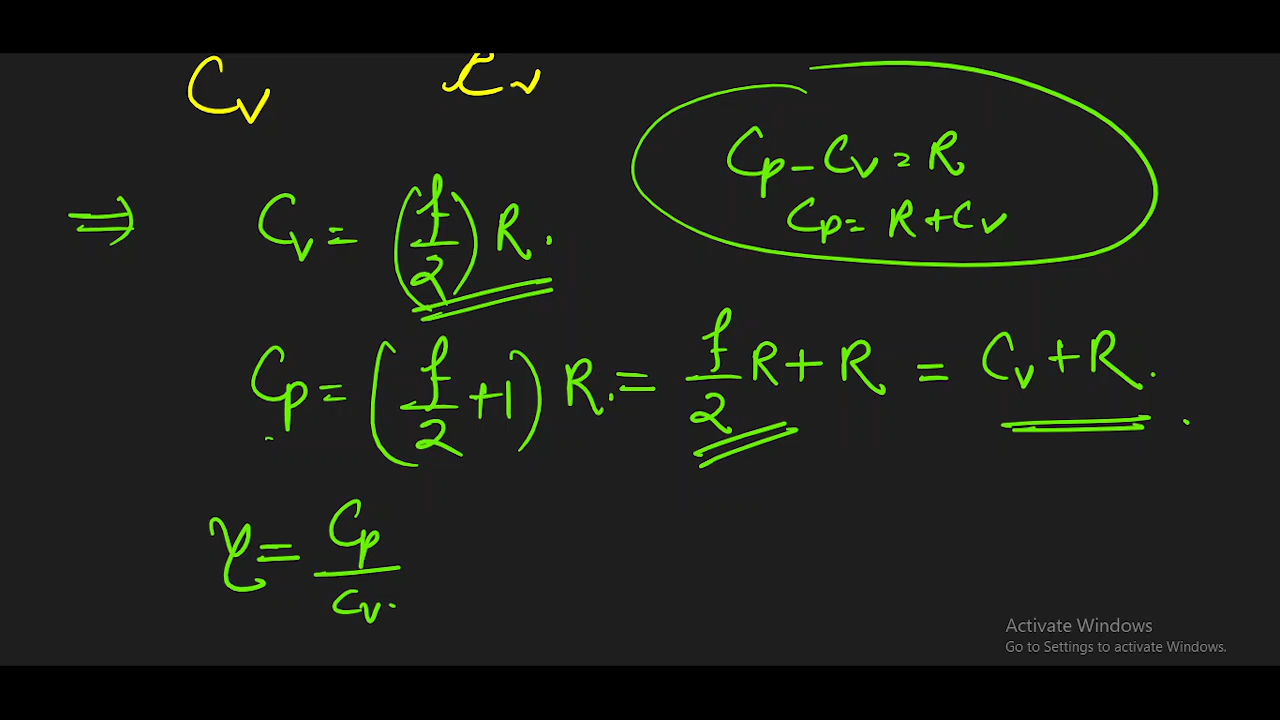 Cv
Cp - Cv = R
Cp = R + Cv
⇒ Cv = (f/2) R.
Cp = (f/2 + 1) R. = f/2 R + R = Cv + R.
γ = Cp/Cv.
Activate Windows
Go to Settings to activate Windows.